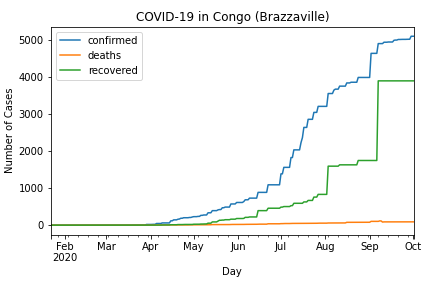 COVID-19 in Congo (Brazzaville)
confirmed
deaths
recovered
Number of Cases
5000
4000
3000
2000
1000
0
Feb Mar Apr May Jun Jul Aug Sep Oct
2020
Day